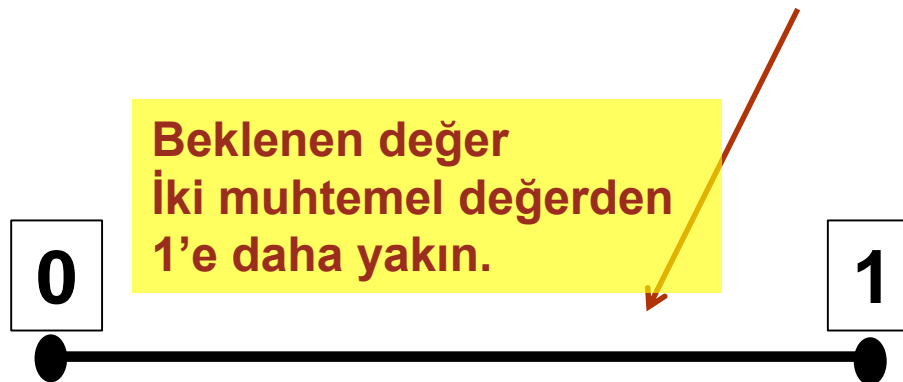 Beklenen değer
İki muhtemel değerden
1’e daha yakın.
0
1